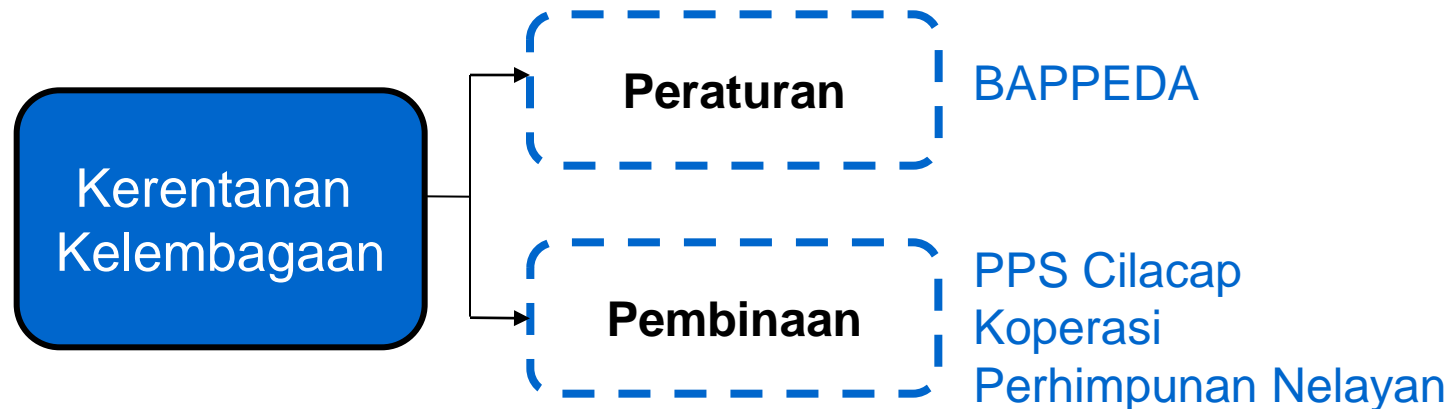 Kerentanan
Kelembagaan
Peraturan
BAPPEDA
Pembinaan
PPS Cilacap
Koperasi
Perhimpunan Nelayan